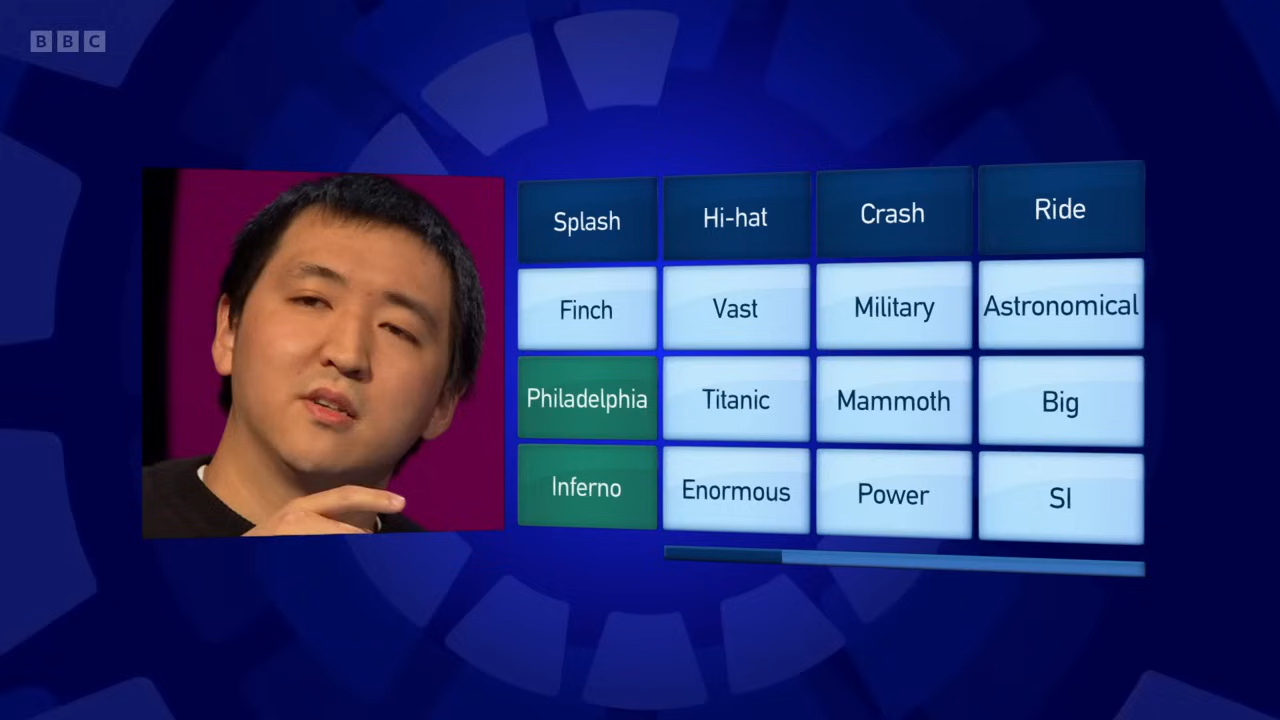 BBC
Splash Hi-hat Crash Ride
Finch Vast Military Astronomical
Philadelphia Titanic Mammoth Big
Inferno Enormous Power SI